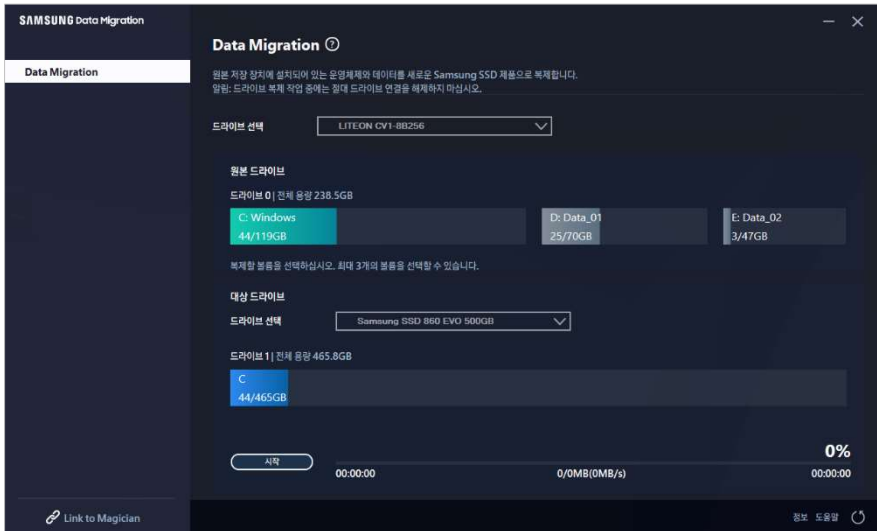 SAMSUNG Data Migration
Data Migration
Data Migration ?
원본 저장 장치에 설치되어 있는 운영체제와 데이터를 새로운 Samsung SSD 제품으로 복제합니다.
알림: 드라이브 복제 작업 중에는 절대 드라이브 연결을 해제하지 마십시오.
드라이브 선택
LITEON CV1-8B256
원본 드라이브
드라이브 0 | 전체 용량 238.5GB
C: Windows
44/119GB
D: Data_01
25/70GB
E: Data_02
3/47GB
복제할 볼륨을 선택하십시오. 최대 3개의 볼륨을 선택할 수 있습니다.
대상 드라이브
드라이브 선택
Samsung SSD 860 EVO 500GB
드라이브 1 | 전체 용량 465.8GB
C
44/465GB
0%
시작
00:00:00
0/0MB(0MB/s)
00:00:00
Link to Magician
정보 도움말